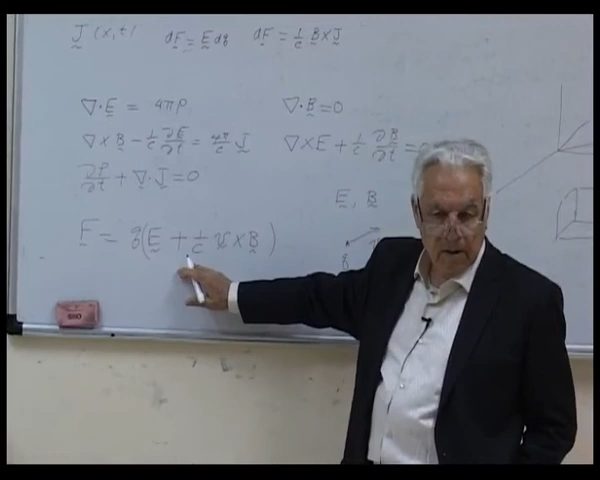 J (x,t)   dF = E dq   dF = 1/c B x J
∇·E = 4πρ   ∇·B = 0
∇×B − 1/c ∂E/∂t = 4π/c J   ∇×E + 1/c ∂B/∂t = 0
∂ρ/∂t + ∇·J = 0
E, B
F = q(E + 1/c v × B)
q